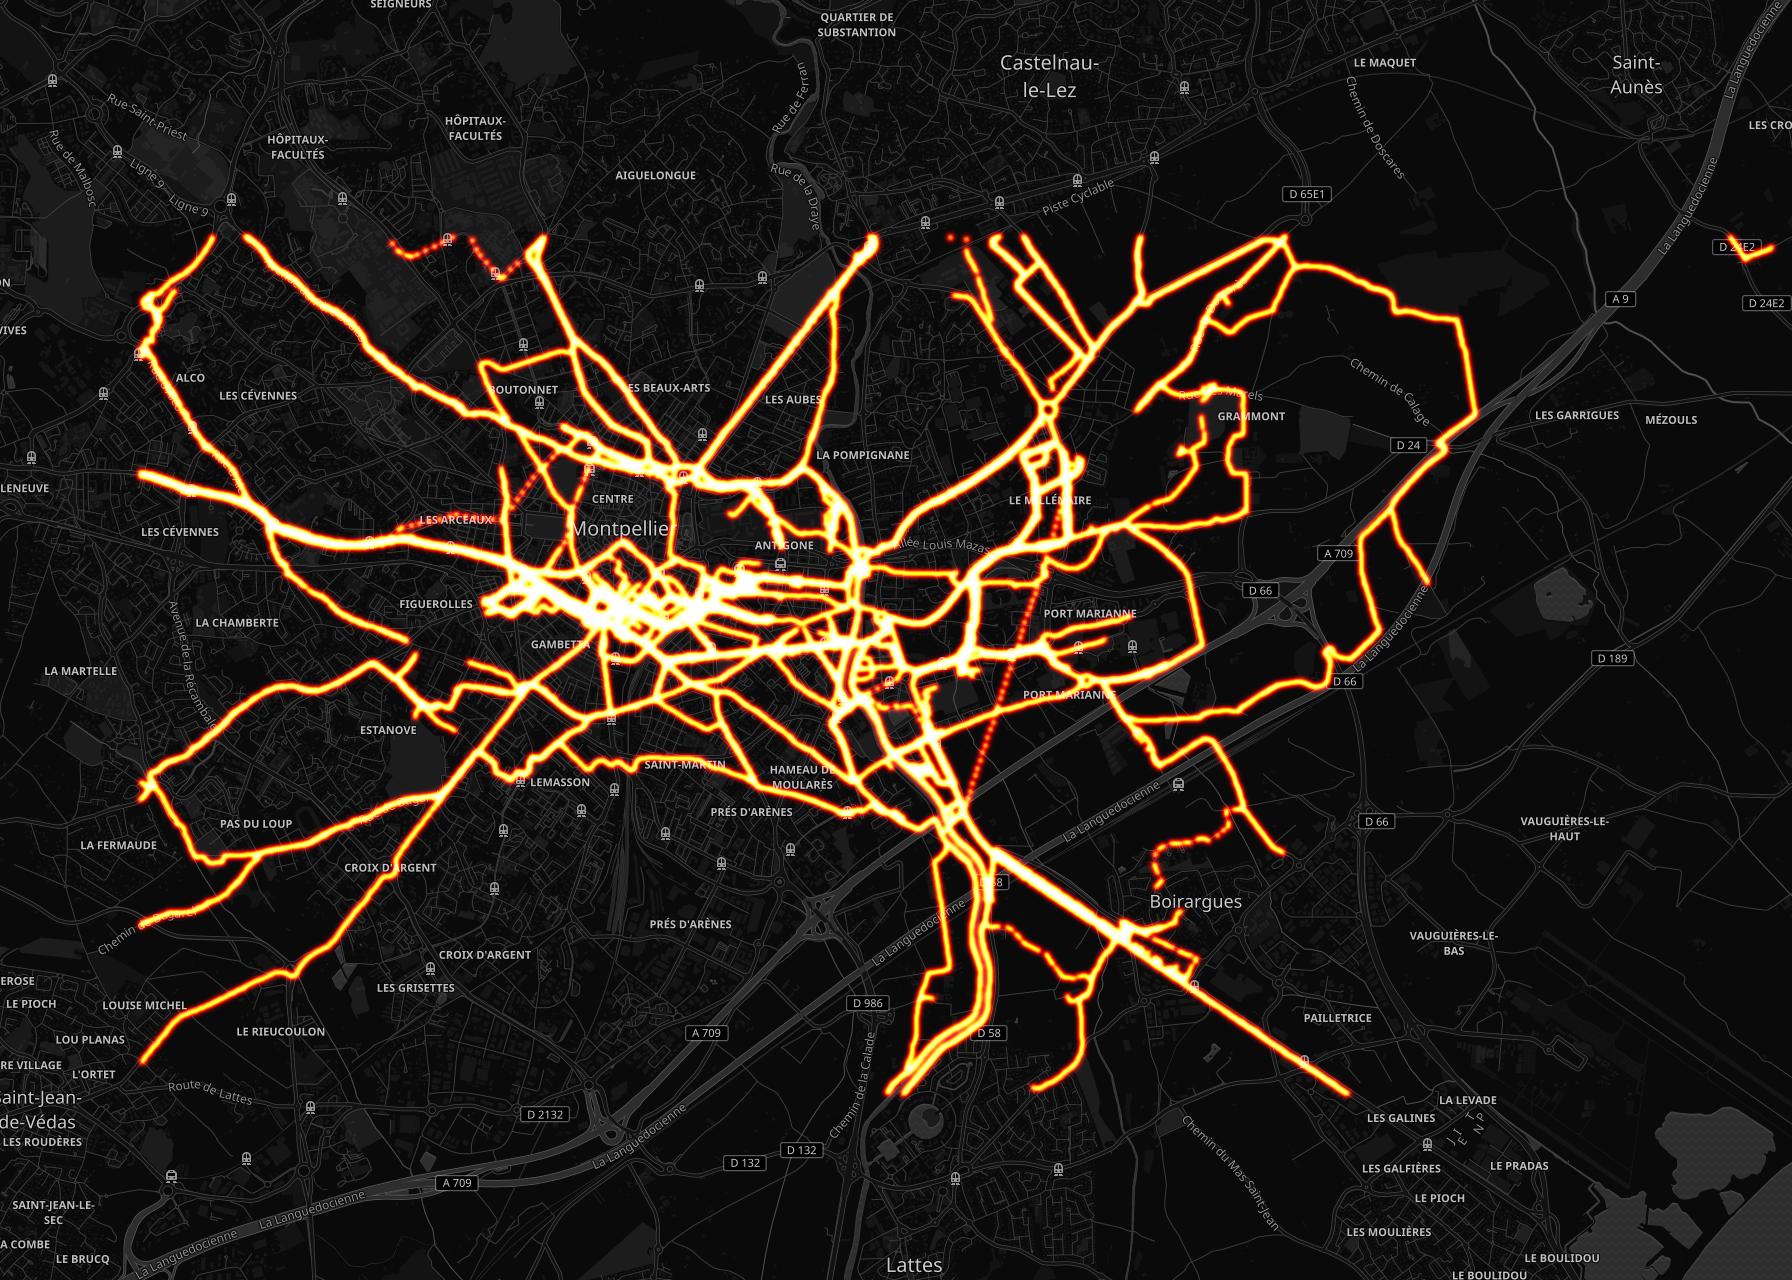 SEIGNEURS
QUARTIER DE
SUBSTANTION
Castelnau-
le-Lez
LE MAQUET
Saint-
Aunès
La Languedocienne
Rue de Ferran
Chemin de Doscares
LES CRO
Rue Saint-Priest
HÔPITAUX-
FACULTÉS
HÔPITAUX-
FACULTÉS
Rue de Malbosc
Ligne 9
Ligne 9
AIGUELONGUE
Rue de la Draye
Piste Cyclable
D 65E1
La Languedocienne
D 24E2
ON
A 9
D 24E2
VIVES
ALCO
LES CÉVENNES
BOUTONNET
LES BEAUX-ARTS
LES AUBES
Chemin de Calage
GRAMMONT
LES GARRIGUES
MÉZOULS
D 24
LA POMPIGNANE
LENEUVE
CENTRE
LE MILLÉNAIRE
LES ARCEAUX
Montpellier
LES CÉVENNES
ANTIGONE
Allée Louis Mazas
A 709
D 66
FIGUEROLLES
LA CHAMBERTE
PORT MARIANNE
La Languedocienne
GAMBETTA
Avenue de la Récambale
LA MARTELLE
D 189
D 66
PORT MARIANNE
ESTANOVE
SAINT-MARTIN
HAMEAU DE
MOULARÈS
LEMASSON
La Languedocienne
PRÉS D'ARÈNES
PAS DU LOUP
D 66
VAUGUIÈRES-LE-
HAUT
LA FERMAUDE
CROIX D'ARGENT
D 58
Boirargues
La Languedocienne
PRÉS D'ARÈNES
VAUGUIÈRES-LE-
BAS
CROIX D'ARGENT
EROSE
LES GRISETTES
LE PIOCH
LOUISE MICHEL
D 986
PAILLETRICE
LE RIEUCOULON
A 709
D 58
LOU PLANAS
RE VILLAGE
L'ORTET
Route de Lattes
Chemin de la Calade
Saint-Jean-
de-Védas
LA LEVADE
D 2132
LES GALINES
LES ROUDÈRES
La Languedocienne
D 132
D 132
Chemin du Mas Saint-Jean
LES GALFIÈRES
LE PRADAS
A 709
LE PIOCH
SAINT-JEAN-LE-
SEC
La Languedocienne
LES MOULIÈRES
A COMBE
LE BRUCQ
La Languedocienne
Lattes
LE BOULIDOU
LE BOULIDOU